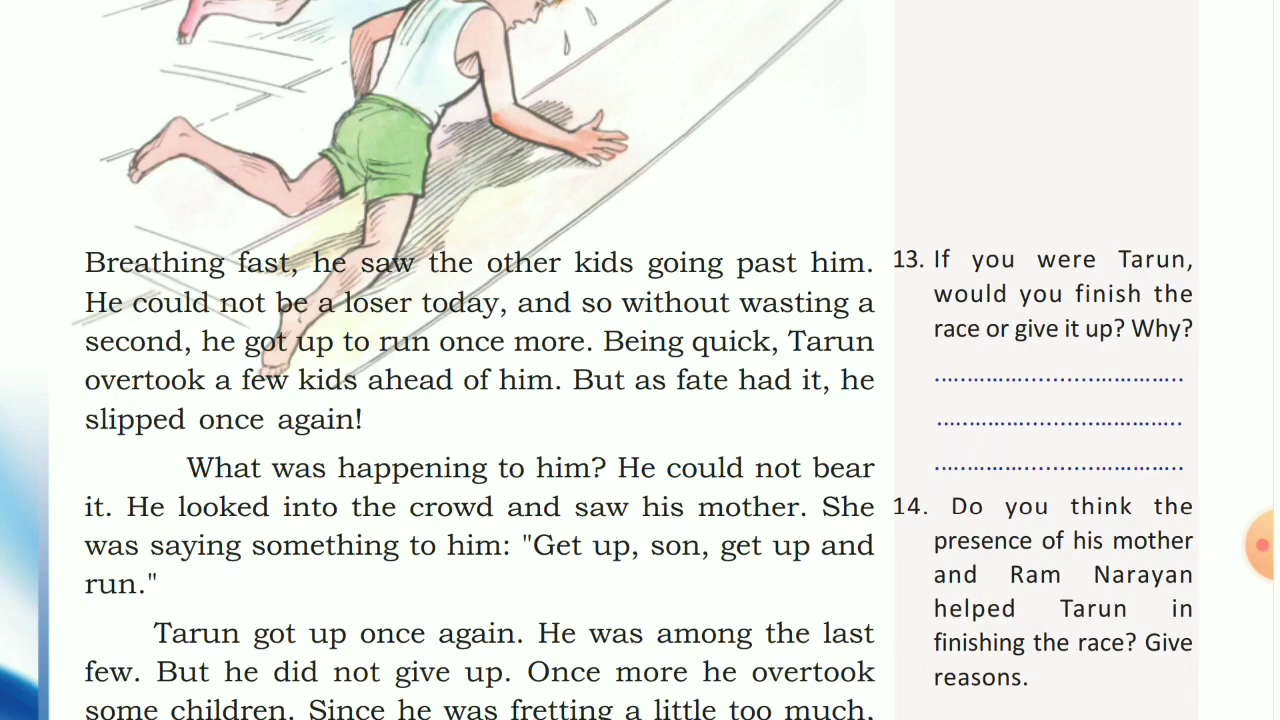 Breathing fast, he saw the other kids going past him.
He could not be a loser today, and so without wasting a
second, he got up to run once more. Being quick, Tarun
overtook a few kids ahead of him. But as fate had it, he
slipped once again!
What was happening to him? He could not bear
it. He looked into the crowd and saw his mother. She
was saying something to him: "Get up, son, get up and
run."
Tarun got up once again. He was among the last
few. But he did not give up. Once more he overtook
some children. Since he was fretting a little too much,
13. If you were Tarun,
would you finish the
race or give it up? Why?
14. Do you think the
presence of his mother
and Ram Narayan
helped Tarun in
finishing the race? Give
reasons.